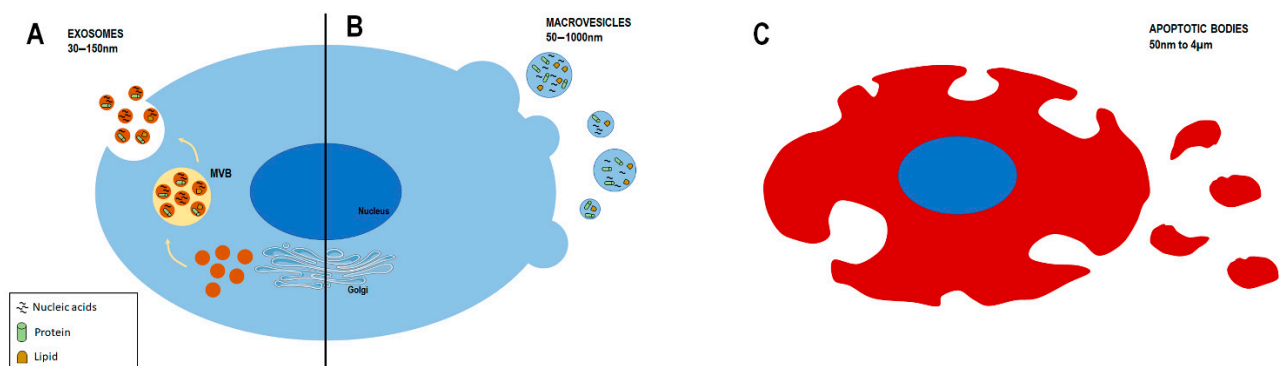 A
EXOSOMES
30–150nm
B
MACROVESICLES
50–1000nm
C
APOPTOTIC BODIES
50nm to 4µm
MVB
Nucleus
Golgi
Nucleic acids
Protein
Lipid